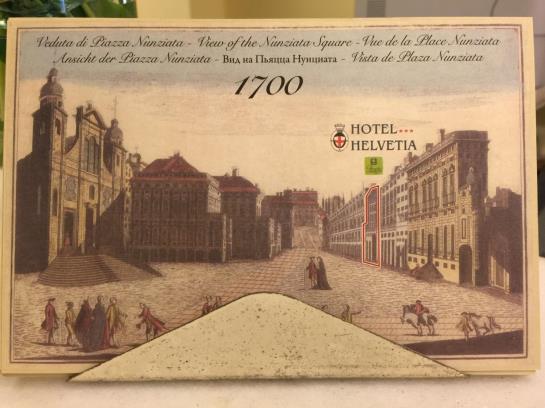 Veduta di Piazza Nunziata - View of the Nunziata Square - Vue de la Place Nunziata
Ansicht der Piazza Nunziata - Вид на Пьяцца Нунциата - Vista de Plaza Nunziata
1700
HOTEL***
HELVETIA